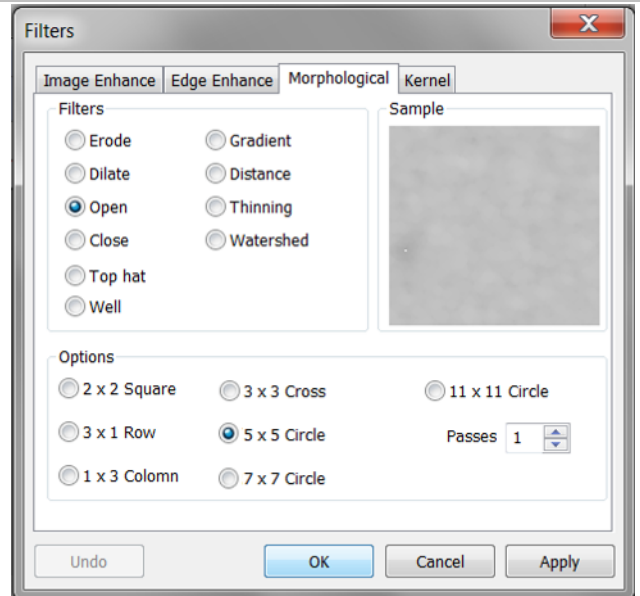 Filters
Image Enhance Edge Enhance Morphological Kernel
Filters
Erode
Dilate
Open
Close
Top hat
Well
Gradient
Distance
Thinning
Watershed
Sample
Options
2 x 2 Square
3 x 1 Row
1 x 3 Colomn
3 x 3 Cross
5 x 5 Circle
7 x 7 Circle
11 x 11 Circle
Passes 1
Undo OK Cancel Apply